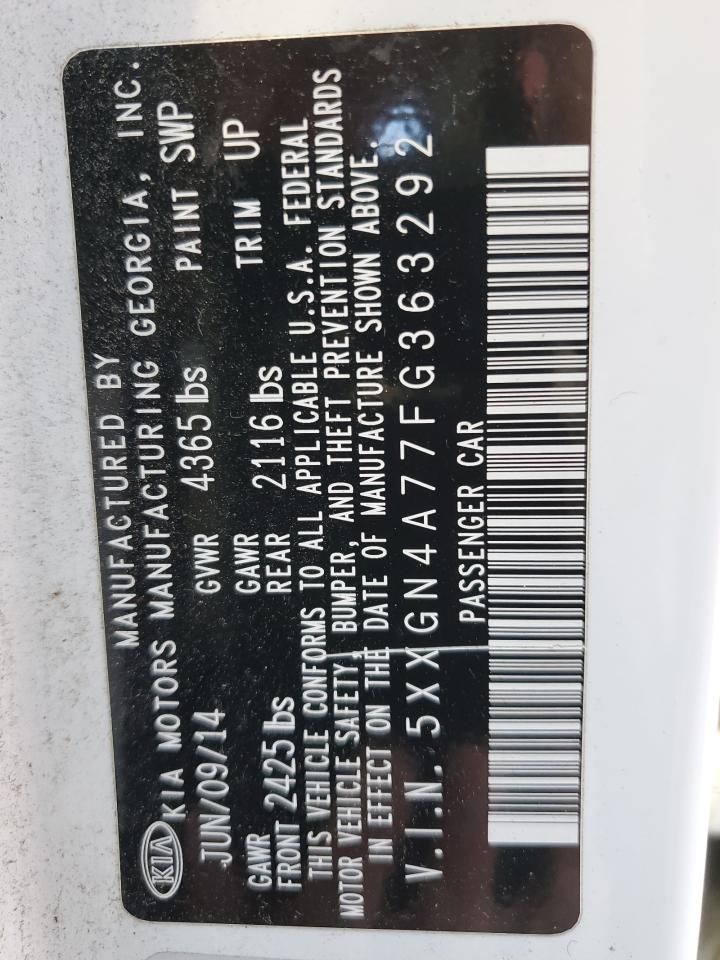 MANUFACTURED BY
KIA KIA MOTORS MANUFACTURING GEORGIA, INC.
JUN/09/14 GVWR 4365 lbs PAINT SWP
GAWR GAWR
FRONT 2425 lbs REAR 2116 lbs TRIM UP
THIS VEHICLE CONFORMS TO ALL APPLICABLE U.S.A. FEDERAL
MOTOR VEHICLE SAFETY, BUMPER, AND THEFT PREVENTION STANDARDS
IN EFFECT ON THE DATE OF MANUFACTURE SHOWN ABOVE.
V.I.N. 5XXGN4A77FG363292
PASSENGER CAR